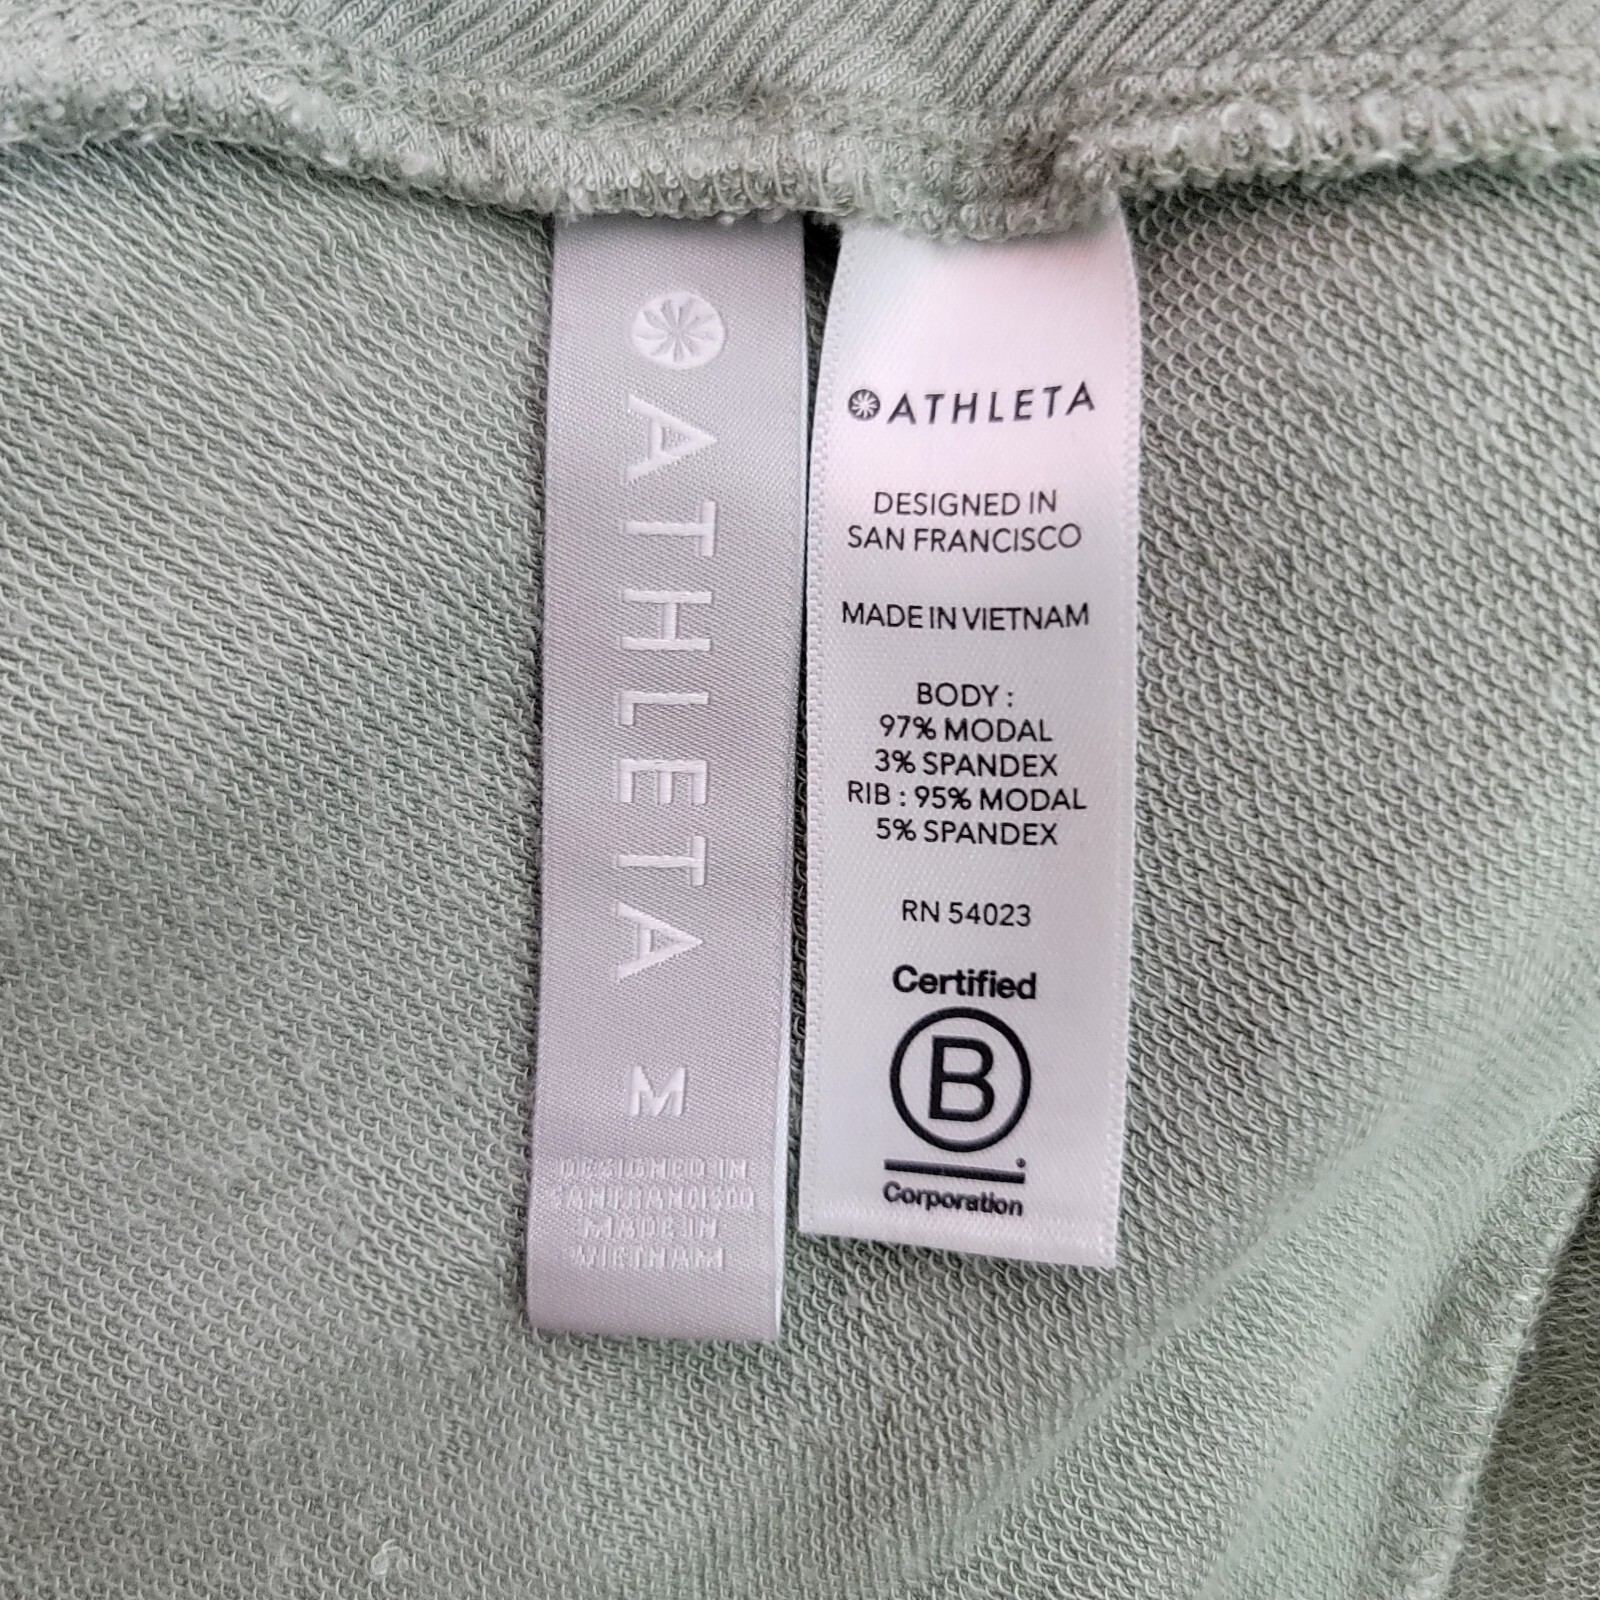 ATHLETA
M
DESIGNED IN
SAN FRANCISCO
MADE IN
VIETNAM
ATHLETA
DESIGNED IN
SAN FRANCISCO
MADE IN VIETNAM
BODY :
97% MODAL
3% SPANDEX
RIB : 95% MODAL
5% SPANDEX
RN 54023
Certified
B
Corporation